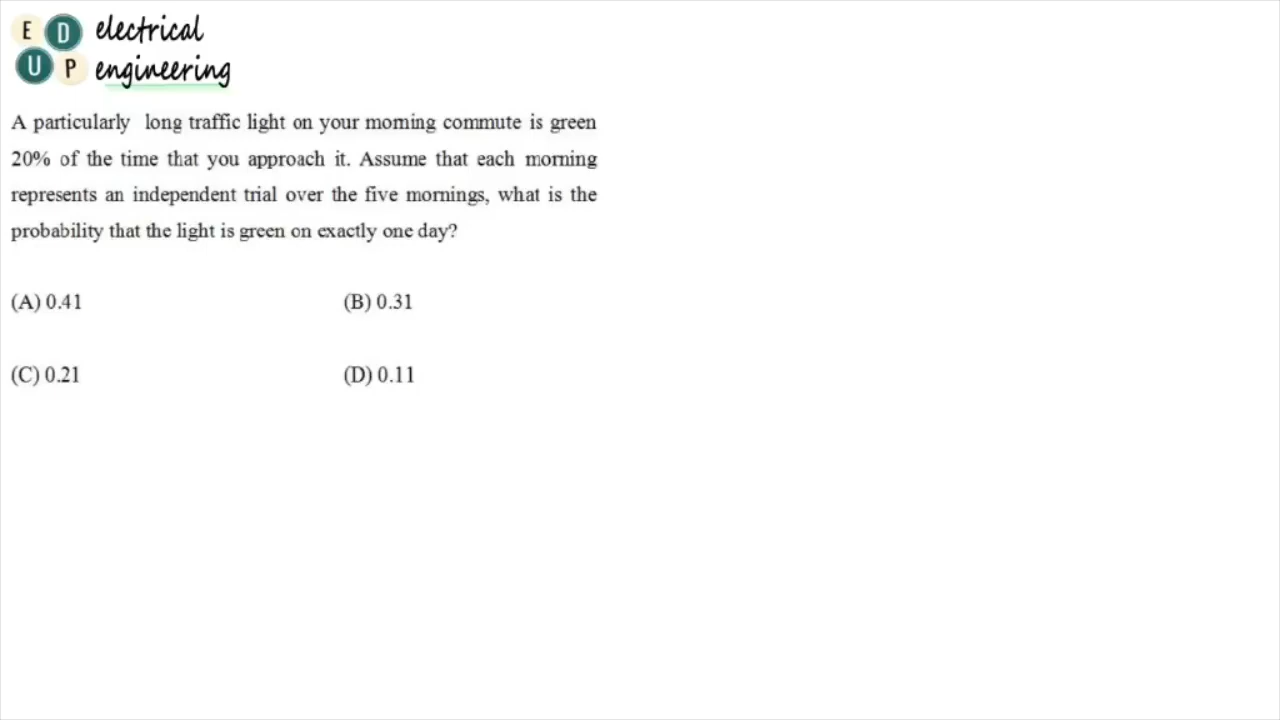 E D electrical
U P engineering
A particularly long traffic light on your morning commute is green
20% of the time that you approach it. Assume that each morning
represents an independent trial over the five mornings, what is the
probability that the light is green on exactly one day?
(A) 0.41 (B) 0.31
(C) 0.21 (D) 0.11